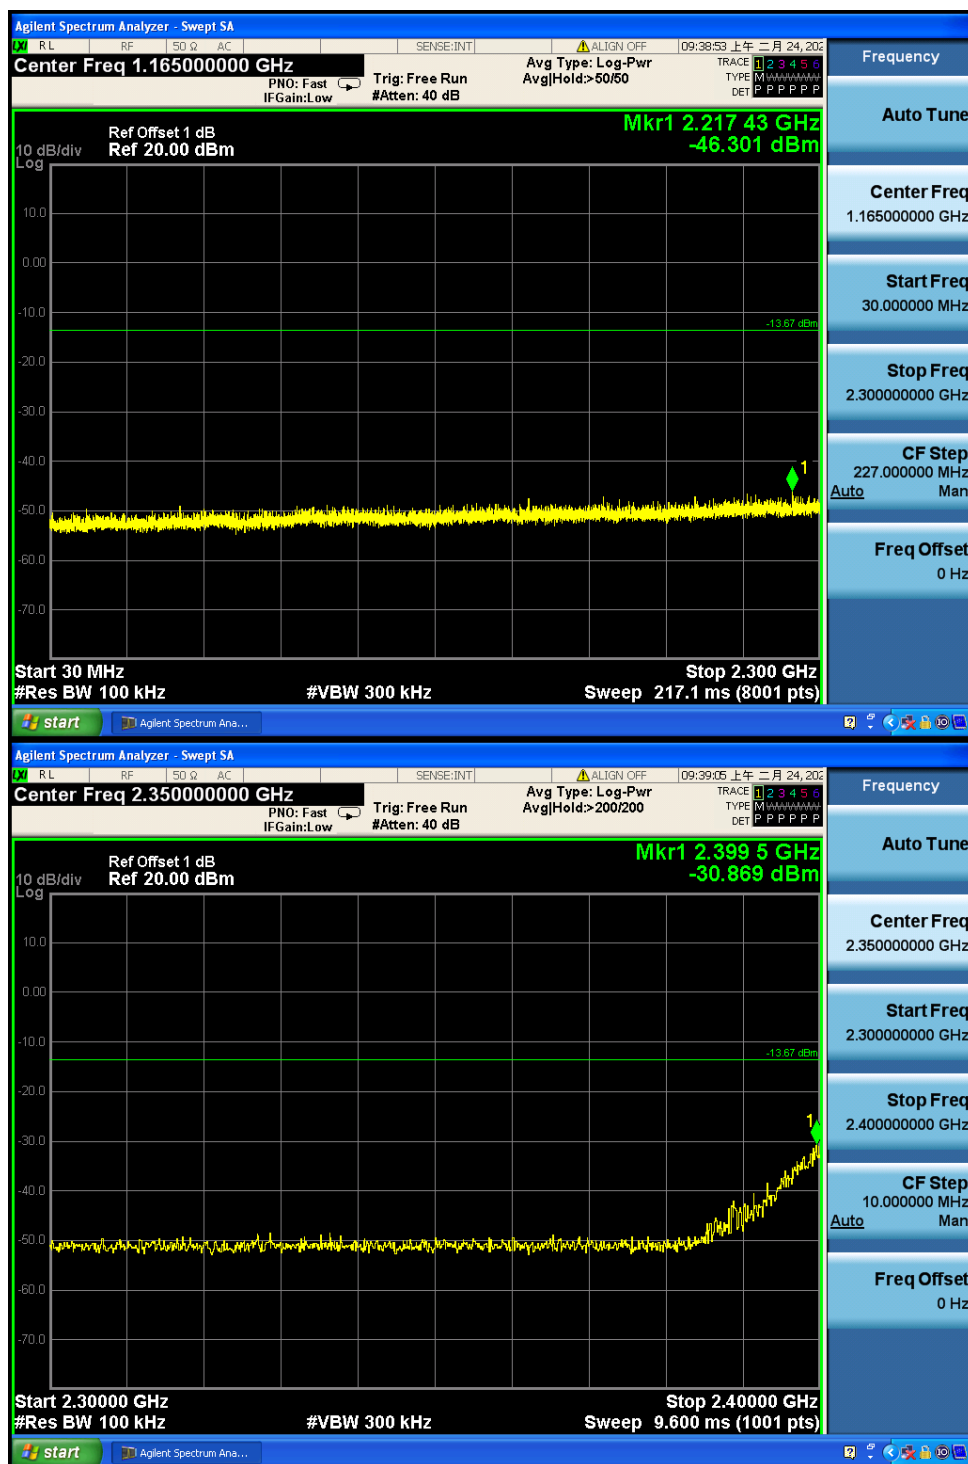 Agilent Spectrum Analyzer - Swept SA
LXI RL RF 50 Ω AC SENSE:INT ALIGN OFF 09:38:53 上午 二月 24, 202
Center Freq 1.165000000 GHz
PNO: Fast
IFGain:Low
Trig: Free Run
#Atten: 40 dB
Avg Type: Log-Pwr
Avg|Hold:>50/50
TRACE 1 2 3 4 5 6
TYPE M
DET P P P P P P
Frequency
Auto Tune
Mkr1 2.217 43 GHz
-46.301 dBm
Ref Offset 1 dB
10 dB/div Ref 20.00 dBm
Log
10.0
0.00
-10.0
-13.67 dBm
-20.0
-30.0
-40.0
1
-50.0
-60.0
-70.0
Center Freq
1.165000000 GHz
Start Freq
30.000000 MHz
Stop Freq
2.300000000 GHz
CF Step
227.000000 MHz
Auto Man
Freq Offset
0 Hz
Start 30 MHz Stop 2.300 GHz
#Res BW 100 kHz #VBW 300 kHz Sweep 217.1 ms (8001 pts)
start Agilent Spectrum Ana...
Agilent Spectrum Analyzer - Swept SA
LXI RL RF 50 Ω AC SENSE:INT ALIGN OFF 09:39:05 上午 二月 24, 202
Center Freq 2.350000000 GHz
PNO: Fast
IFGain:Low
Trig: Free Run
#Atten: 40 dB
Avg Type: Log-Pwr
Avg|Hold:>200/200
TRACE 1 2 3 4 5 6
TYPE M
DET P P P P P P
Frequency
Auto Tune
Mkr1 2.399 5 GHz
-30.869 dBm
Ref Offset 1 dB
10 dB/div Ref 20.00 dBm
Log
10.0
0.00
-10.0
-13.67 dBm
-20.0
1
-30.0
-40.0
-50.0
-60.0
-70.0
Center Freq
2.350000000 GHz
Start Freq
2.300000000 GHz
Stop Freq
2.400000000 GHz
CF Step
10.000000 MHz
Auto Man
Freq Offset
0 Hz
Start 2.30000 GHz Stop 2.40000 GHz
#Res BW 100 kHz #VBW 300 kHz Sweep 9.600 ms (1001 pts)
start Agilent Spectrum Ana...